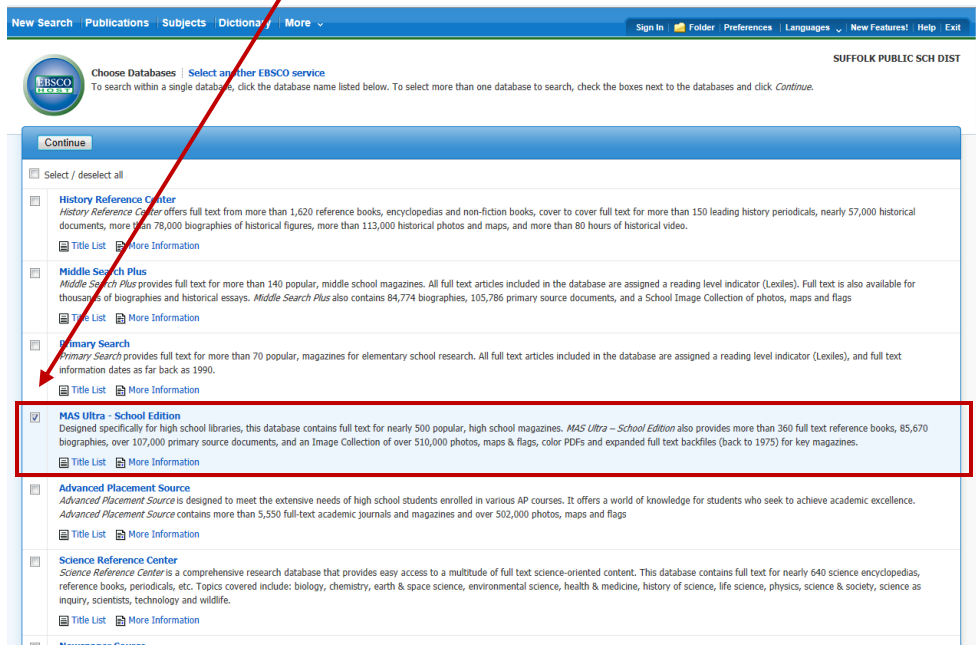 New Search Publications Subjects Dictionary More
Sign In Folder Preferences Languages New Features! Help Exit
SUFFOLK PUBLIC SCH DIST
EBSCO
HOST
Choose Databases Select another EBSCO service
To search within a single database, click the database name listed below. To select more than one database to search, check the boxes next to the databases and click Continue.
Continue
Select / deselect all
History Reference Center
History Reference Center offers full text from more than 1,620 reference books, encyclopedias and non-fiction books, cover to cover full text for more than 150 leading history periodicals, nearly 57,000 historical
documents, more than 78,000 biographies of historical figures, more than 113,000 historical photos and maps, and more than 80 hours of historical video.
Title List More Information
Middle Search Plus
Middle Search Plus provides full text for more than 140 popular, middle school magazines. All full text articles included in the database are assigned a reading level indicator (Lexiles). Full text is also available for
thousands of biographies and historical essays. Middle Search Plus also contains 84,774 biographies, 105,786 primary source documents, and a School Image Collection of photos, maps and flags
Title List More Information
Primary Search
Primary Search provides full text for more than 70 popular, magazines for elementary school research. All full text articles included in the database are assigned a reading level indicator (Lexiles), and full text
information dates as far back as 1990.
Title List More Information
MAS Ultra - School Edition
Designed specifically for high school libraries, this database contains full text for nearly 500 popular, high school magazines. MAS Ultra – School Edition also provides more than 360 full text reference books, 85,670
biographies, over 107,000 primary source documents, and an Image Collection of over 510,000 photos, maps & flags, color PDFs and expanded full text backfiles (back to 1975) for key magazines.
Title List More Information
Advanced Placement Source
Advanced Placement Source is designed to meet the extensive needs of high school students enrolled in various AP courses. It offers a world of knowledge for students who seek to achieve academic excellence.
Advanced Placement Source contains more than 5,550 full-text academic journals and magazines and over 502,000 photos, maps and flags
Title List More Information
Science Reference Center
Science Reference Center is a comprehensive research database that provides easy access to a multitude of full text science-oriented content. This database contains full text for nearly 640 science encyclopedias,
reference books, periodicals, etc. Topics covered include: biology, chemistry, earth & space science, environmental science, health & medicine, history of science, life science, physics, science & society, science as
inquiry, scientists, technology and wildlife.
Title List More Information
Newspaper Source